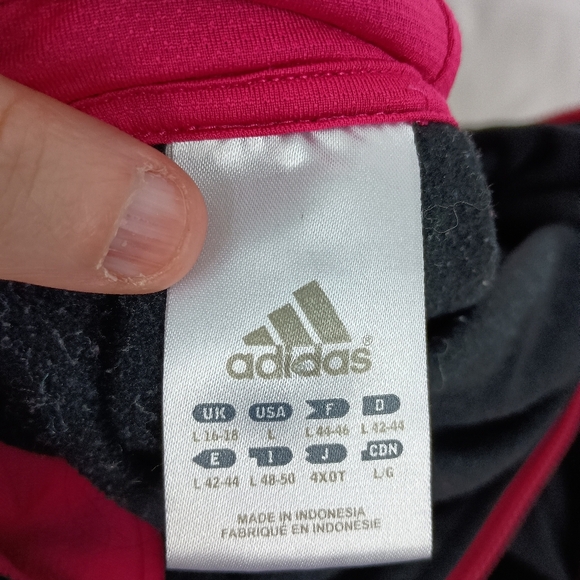 adidas®
UK USA F D
L 16-18 L L 44-46 L 42-44
E I J CDN
L 42-44 L 48-50 4XOT L/G
MADE IN INDONESIA
FABRIQUÉ EN INDONESIE